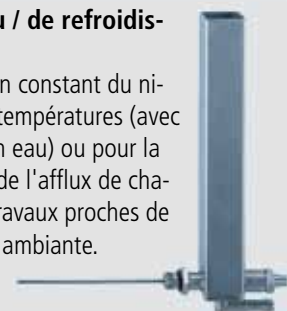 u / de refroidis-
n constant du ni-
températures (avec
n eau) ou pour la
de l'afflux de cha-
ravaux proches de
ambiante.